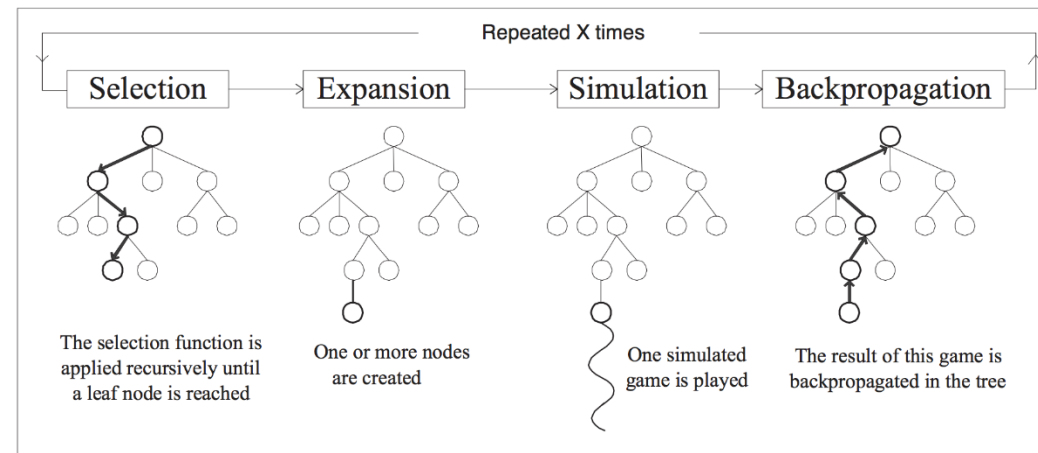 Repeated X times
Selection
Expansion
Simulation
Backpropagation
The selection function is
applied recursively until
a leaf node is reached
One or more nodes
are created
One simulated
game is played
The result of this game is
backpropagated in the tree